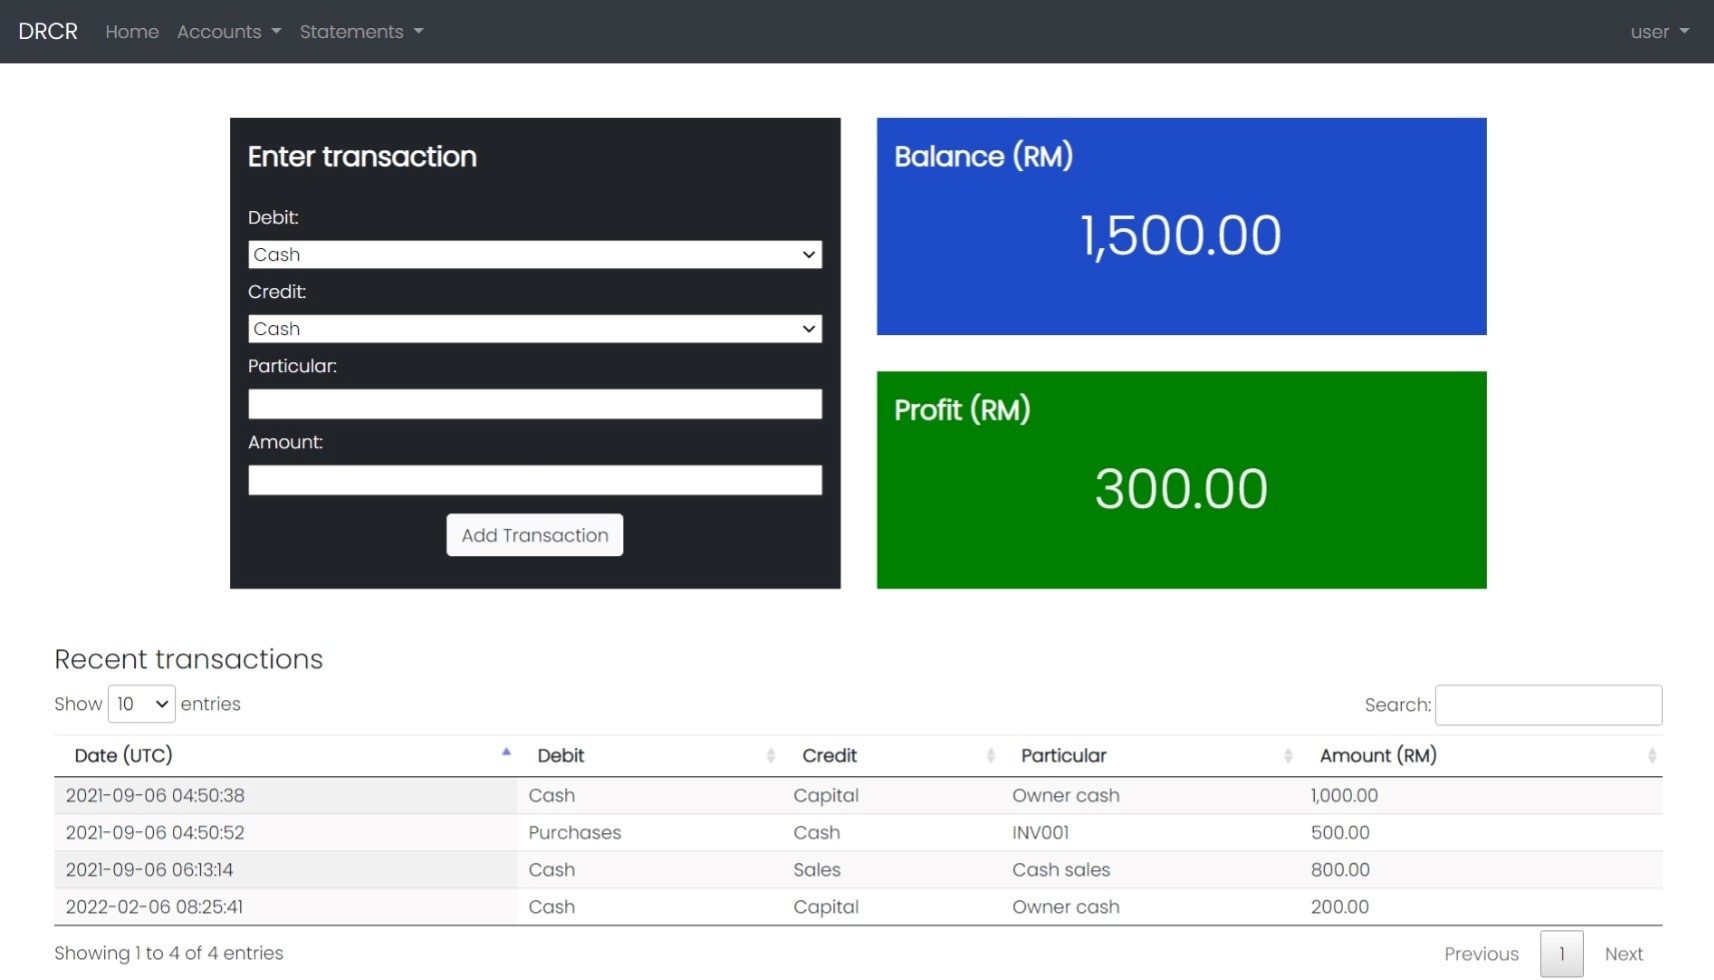 DRCR Home Accounts Statements user
Enter transaction
Debit:
Cash
Credit:
Cash
Particular:
Amount:
Add Transaction
Balance (RM)
1,500.00
Profit (RM)
300.00
Recent transactions
Show 10 entries Search:
Date (UTC) Debit Credit Particular Amount (RM)
2021-09-06 04:50:38 Cash Capital Owner cash 1,000.00
2021-09-06 04:50:52 Purchases Cash INV001 500.00
2021-09-06 06:13:14 Cash Sales Cash sales 800.00
2022-02-06 08:25:41 Cash Capital Owner cash 200.00
Showing 1 to 4 of 4 entries Previous 1 Next